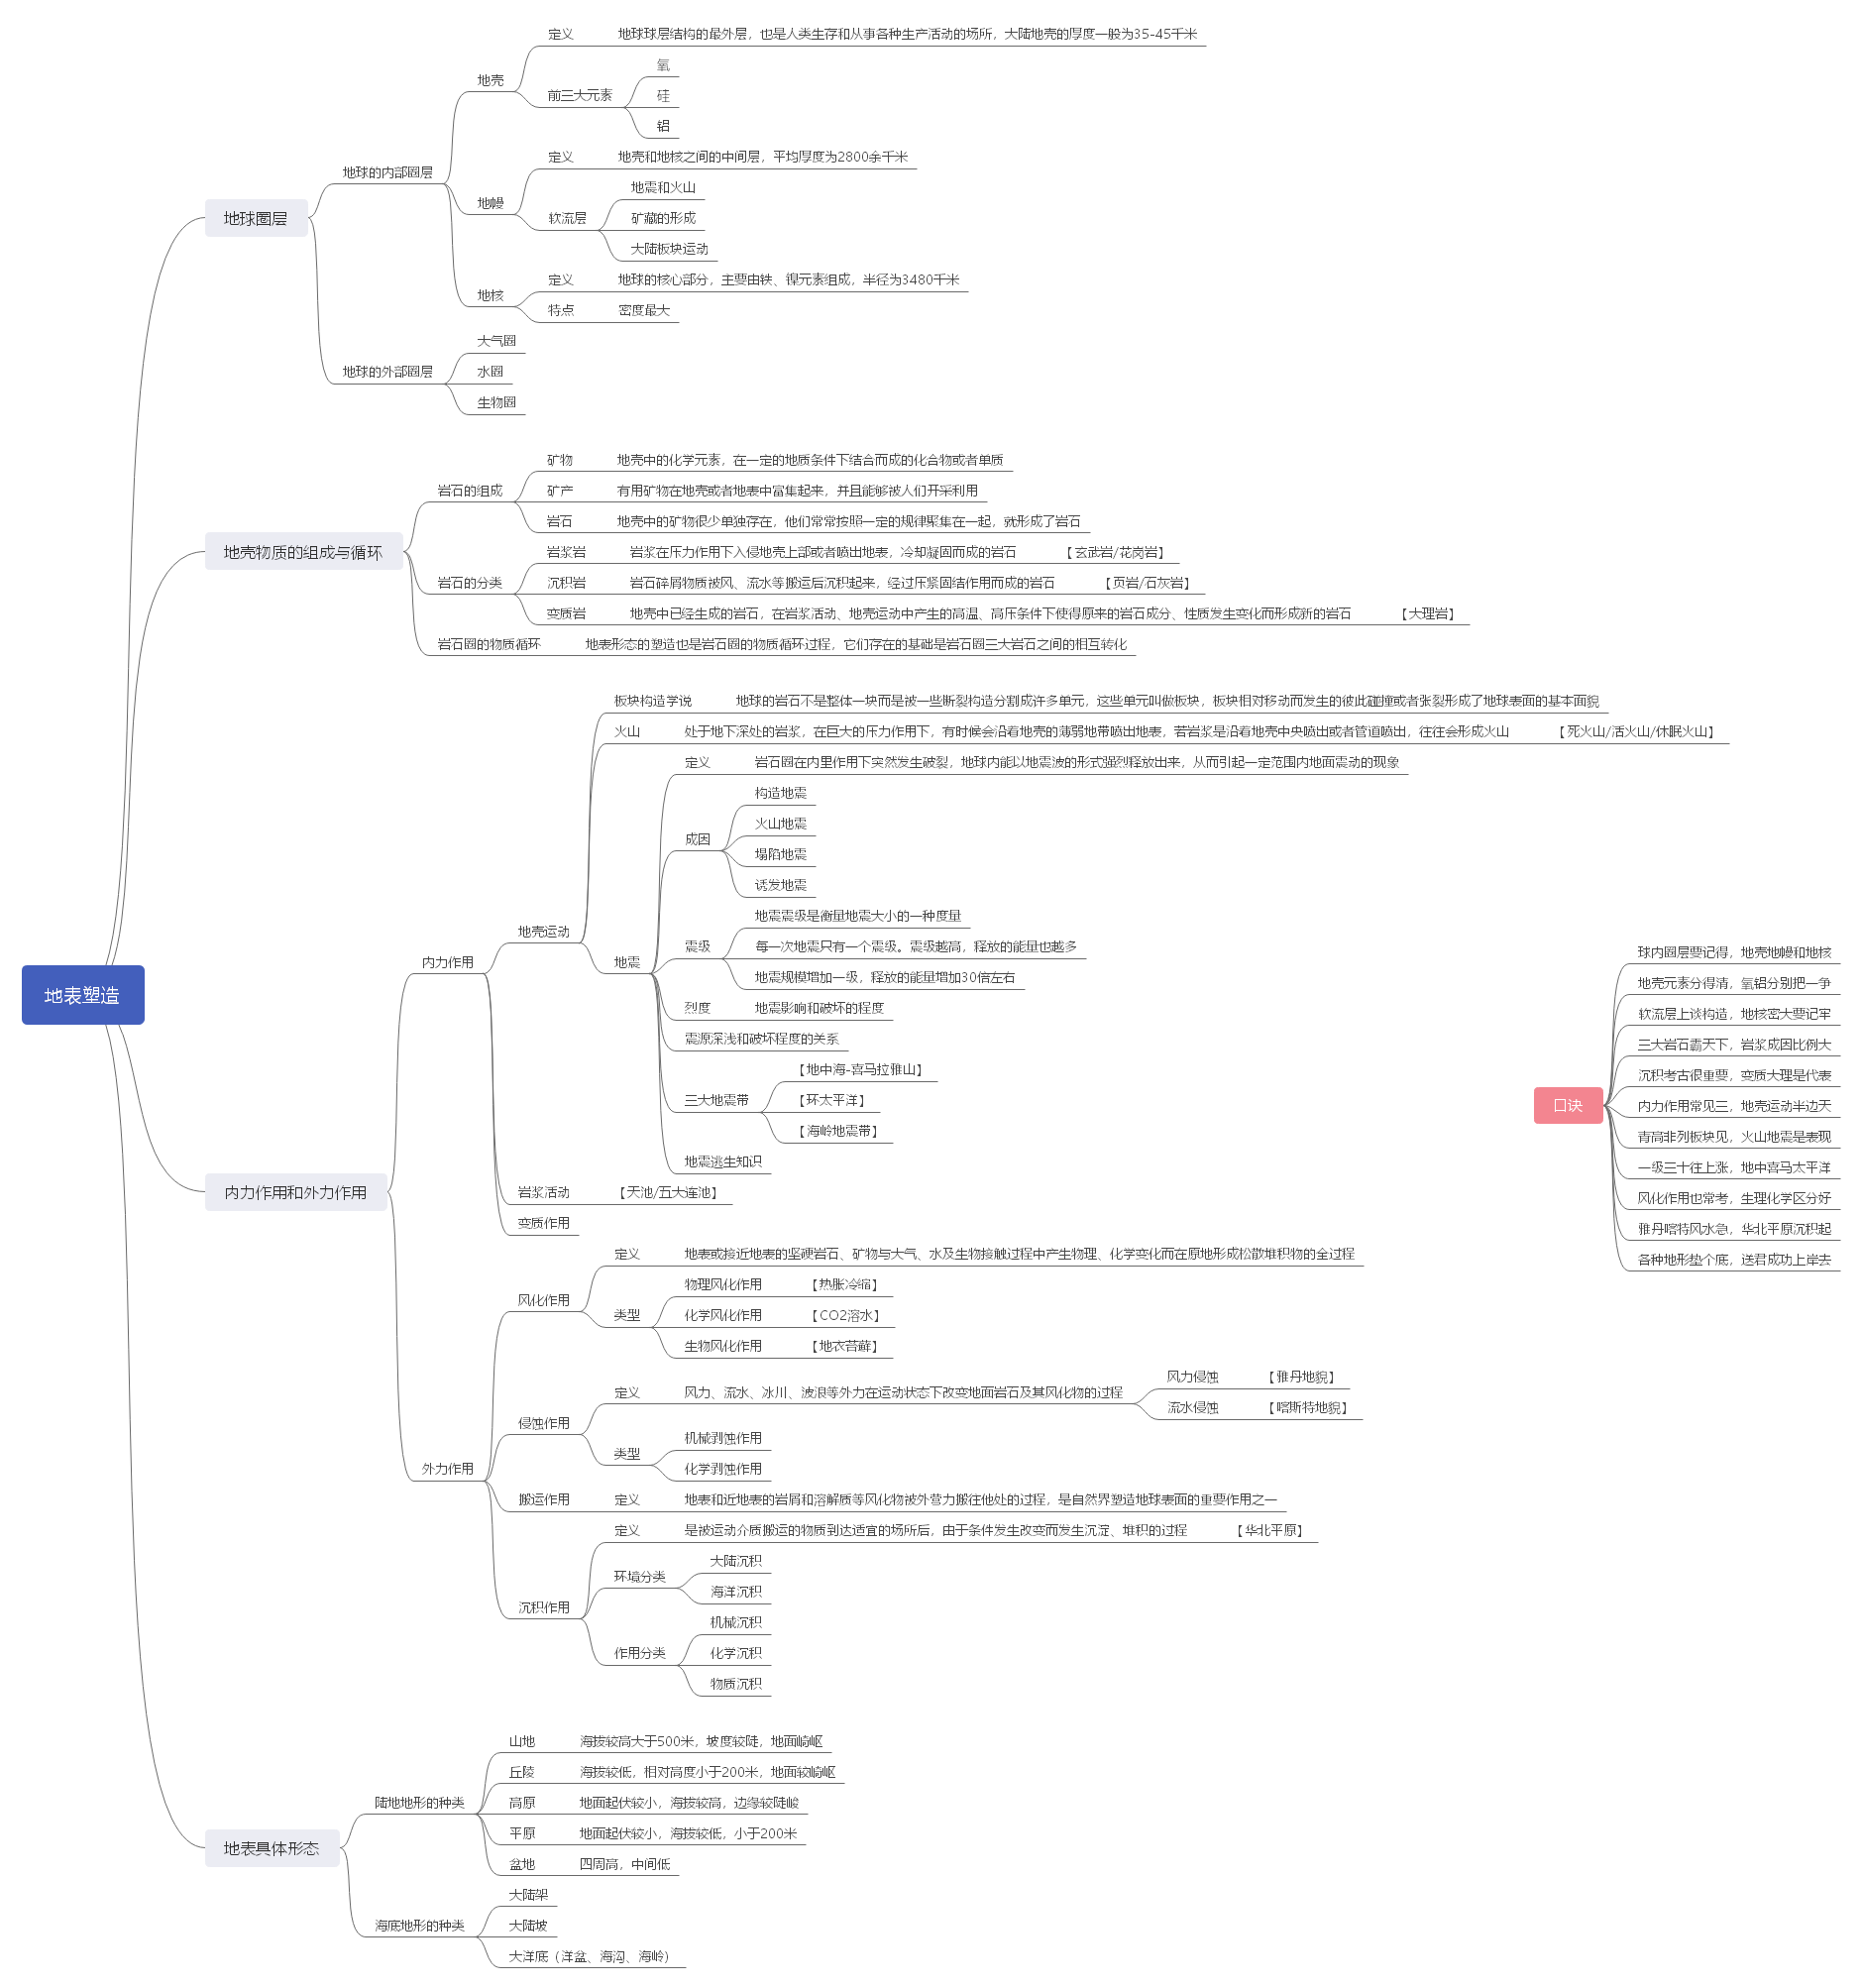 地表塑造
地球圈层
地球的内部圈层
地壳
定义
地球球层结构的最外层，也是人类生存和从事各种生产活动的场所，大陆地壳的厚度一般为35-45千米
前三大元素
氧
硅
铝
地幔
定义
地壳和地核之间的中间层，平均厚度为2800余千米
软流层
地震和火山
矿藏的形成
大陆板块运动
地核
定义
地球的核心部分，主要由铁、镍元素组成，半径为3480千米
特点
密度最大
地球的外部圈层
大气圈
水圈
生物圈
地壳物质的组成与循环
岩石的组成
矿物
地壳中的化学元素，在一定的地质条件下结合而成的化合物或者单质
矿产
有用矿物在地壳或者地表中富集起来，并且能够被人们开采利用
岩石
地壳中的矿物很少单独存在，他们常常按照一定的规律聚集在一起，就形成了岩石
岩石的分类
岩浆岩
岩浆在压力作用下入侵地壳上部或者喷出地表，冷却凝固而成的岩石
【玄武岩/花岗岩】
沉积岩
岩石碎屑物质被风、流水等搬运后沉积起来，经过压紧固结作用而成的岩石
【页岩/石灰岩】
变质岩
地壳中已经生成的岩石，在岩浆活动、地壳运动中产生的高温、高压条件下使得原来的岩石成分、性质发生变化而形成新的岩石
【大理岩】
岩石圈的物质循环
地表形态的塑造也是岩石圈的物质循环过程，它们存在的基础是岩石圈三大岩石之间的相互转化
内力作用和外力作用
内力作用
地壳运动
板块构造学说
地球的岩石不是整体一块而是被一些断裂构造分割成许多单元，这些单元叫做板块，板块相对移动而发生的彼此碰撞或者张裂形成了地球表面的基本面貌
火山
处于地下深处的岩浆，在巨大的压力作用下，有时候会沿着地壳的薄弱地带喷出地表，若岩浆是沿着地壳中央喷出或者管道喷出，往往会形成火山
【死火山/活火山/休眠火山】
地震
定义
岩石圈在内里作用下突然发生破裂，地球内能以地震波的形式强烈释放出来，从而引起一定范围内地面震动的现象
成因
构造地震
火山地震
塌陷地震
诱发地震
震级
地震震级是衡量地震大小的一种度量
每一次地震只有一个震级。震级越高，释放的能量也越多
地震规模增加一级，释放的能量增加30倍左右
烈度
地震影响和破坏的程度
震源深浅和破坏程度的关系
三大地震带
【地中海-喜马拉雅山】
【环太平洋】
【海岭地震带】
地震逃生知识
岩浆活动
【天池/五大连池】
变质作用
外力作用
风化作用
定义
地表或接近地表的坚硬岩石、矿物与大气、水及生物接触过程中产生物理、化学变化而在原地形成松散堆积物的全过程
类型
物理风化作用
【热胀冷缩】
化学风化作用
【CO2溶水】
生物风化作用
【地衣苔藓】
侵蚀作用
定义
风力、流水、冰川、波浪等外力在运动状态下改变地面岩石及其风化物的过程
风力侵蚀
【雅丹地貌】
流水侵蚀
【喀斯特地貌】
类型
机械剥蚀作用
化学剥蚀作用
搬运作用
定义
地表和近地表的岩屑和溶解质等风化物被外营力搬往他处的过程，是自然界塑造地球表面的重要作用之一
沉积作用
定义
是被运动介质搬运的物质到达适宜的场所后，由于条件发生改变而发生沉淀、堆积的过程
【华北平原】
环境分类
大陆沉积
海洋沉积
作用分类
机械沉积
化学沉积
物质沉积
地表具体形态
陆地地形的种类
山地
海拔较高大于500米，坡度较陡，地面崎岖
丘陵
海拔较低，相对高度小于200米，地面较崎岖
高原
地面起伏较小，海拔较高，边缘较陡峻
平原
地面起伏较小，海拔较低，小于200米
盆地
四周高，中间低
海底地形的种类
大陆架
大陆坡
大洋底（洋盆、海沟、海岭）
口诀
球内圈层要记得，地壳地幔和地核
地壳元素分得清，氧铝分别把一争
软流层上谈构造，地核密大要记牢
三大岩石霸天下，岩浆成因比例大
沉积考古很重要，变质大理是代表
内力作用常见三，地壳运动半边天
青高非列板块见，火山地震是表现
一级三十往上涨，地中喜马太平洋
风化作用也常考，生理化学区分好
雅丹喀特风水急，华北平原沉积起
各种地形垫个底，送君成功上岸去